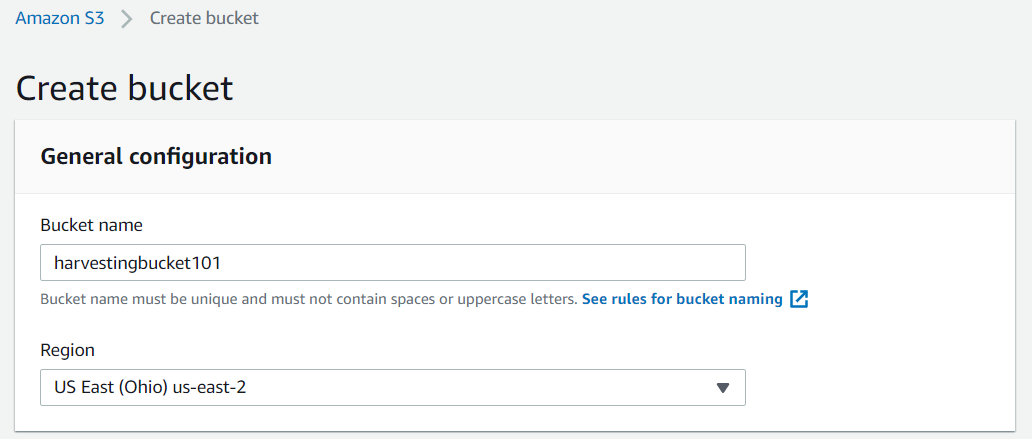 Amazon S3 > Create bucket
Create bucket
General configuration
Bucket name
harvestingbucket101
Bucket name must be unique and must not contain spaces or uppercase letters. See rules for bucket naming
Region
US East (Ohio) us-east-2